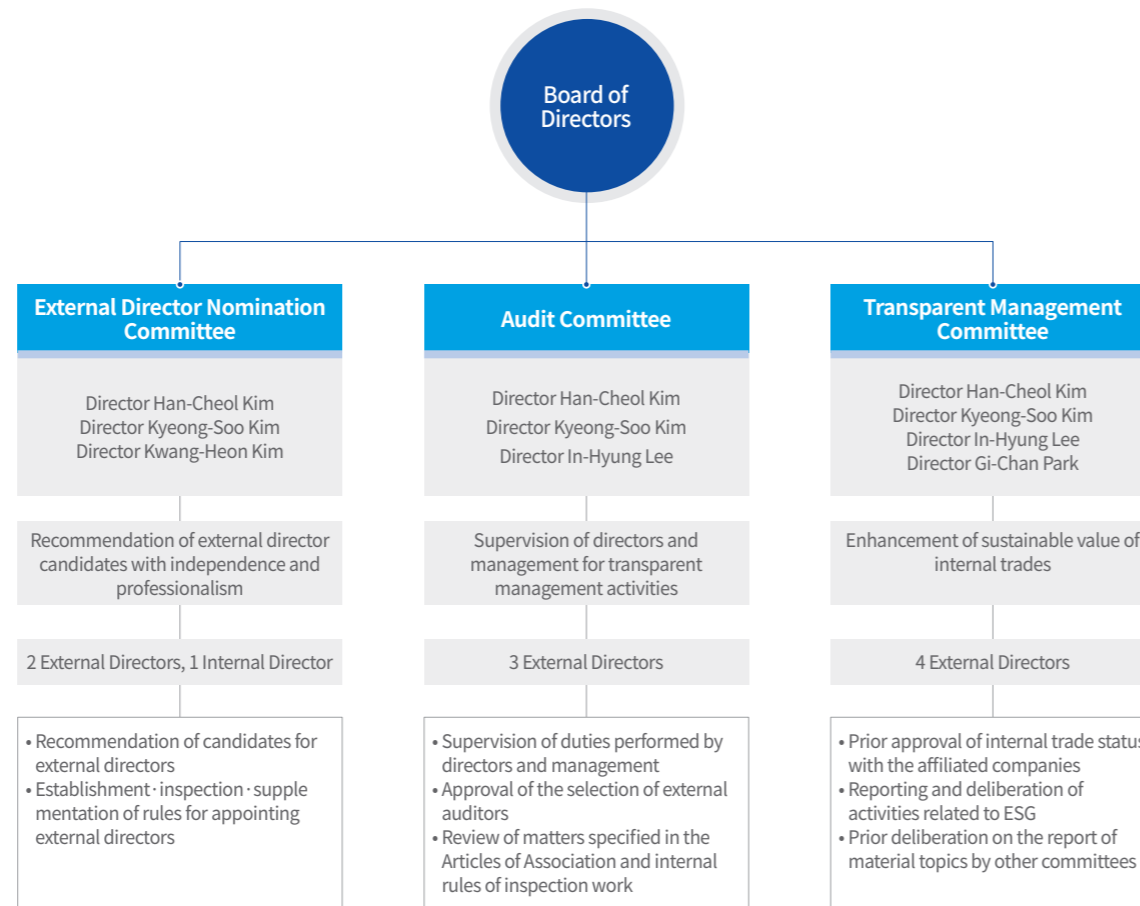 Board of
Directors
External Director Nomination
Committee
Director Han-Cheol Kim
Director Kyeong-Soo Kim
Director Kwang-Heon Kim
Recommendation of external director
candidates with independence and
professionalism
2 External Directors, 1 Internal Director
• Recommendation of candidates for
external directors
• Establishment · inspection · supple
mentation of rules for appointing
external directors
Audit Committee
Director Han-Cheol Kim
Director Kyeong-Soo Kim
Director In-Hyung Lee
Supervision of directors and
management for transparent
management activities
3 External Directors
• Supervision of duties performed by
directors and management
• Approval of the selection of external
auditors
• Review of matters specified in the
Articles of Association and internal
rules of inspection work
Transparent Management
Committee
Director Han-Cheol Kim
Director Kyeong-Soo Kim
Director In-Hyung Lee
Director Gi-Chan Park
Enhancement of sustainable value of
internal trades
4 External Directors
• Prior approval of internal trade status
with the affiliated companies
• Reporting and deliberation of
activities related to ESG
• Prior deliberation on the report of
material topics by other committees